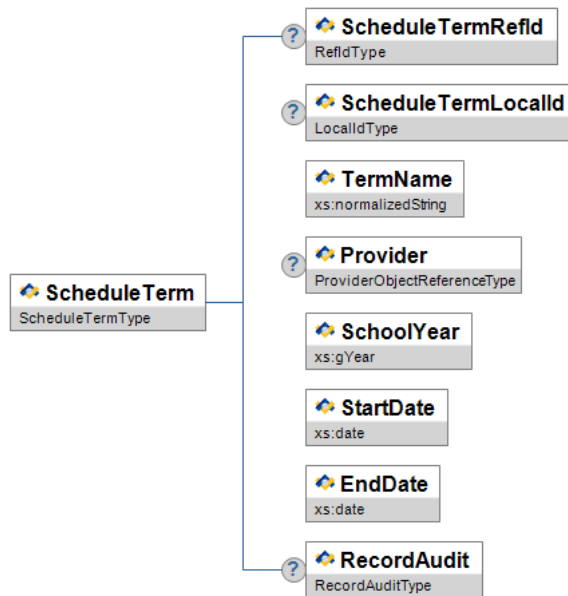 ? ScheduleTermRefId
RefIdType
? ScheduleTermLocalId
LocalIdType
TermName
xs:normalizedString
? Provider
ProviderObjectReferenceType
ScheduleTerm
ScheduleTermType
SchoolYear
xs:gYear
StartDate
xs:date
EndDate
xs:date
? RecordAudit
RecordAuditType